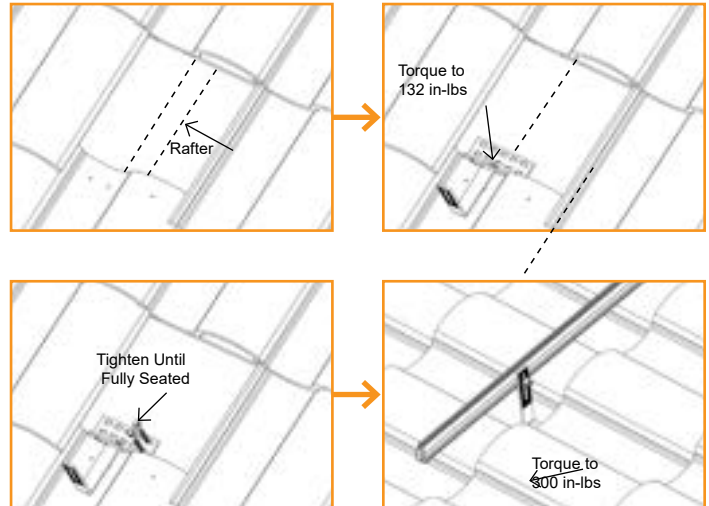 Rafter
Torque to
132 in-lbs
Tighten Until
Fully Seated
Torque to
300 in-lbs